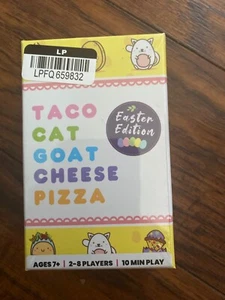 LP
LPFQ 659832
TACO
CAT
GOAT
CHEESE
PIZZA
Easter
Edition
AGES 7+ | 2-8 PLAYERS | 10 MIN PLAY